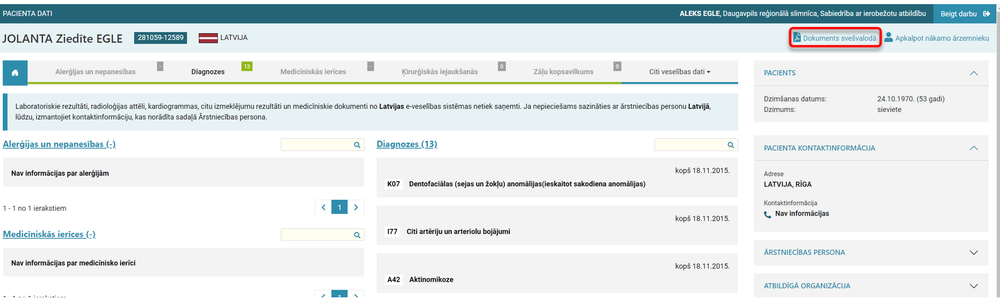 PACIENTA DATI
ALEKS EGLE, Daugavpils reģionālā slimnīca, Sabiedrība ar ierobežotu atbildību
Beigt darbu
JOLANTA Ziedīte EGLE
281059-12589
LATVIJA
Dokuments svešvalodā
Apkalpot nākamo ārzemnieku
Alerģijas un nepanesības -
Diagnozes 13
Medicīniskās ierīces -
Ķirurģiskās iejaukšanās 0
Zāļu kopsavilkums 0
Citi veselības dati
Laboratoriskie rezultāti, radioloģijas attēli, kardiogrammas, citu izmeklējumu rezultāti un medicīniskie dokumenti no Latvijas e-veselības sistēmas netiek saņemti. Ja nepieciešams sazināties ar ārstniecības personu Latvijā,
lūdzu, izmantojiet kontaktinformāciju, kas norādīta sadaļā Ārstniecības persona.
Alerģijas un nepanesības (-)
Nav informācijas par alerģijām
1 - 1 no 1 ierakstiem
1
Medicīniskās ierīces (-)
Nav informācijas par medicīnisko ierīci
1
Diagnozes (13)
kopš 18.11.2015.
K07 Dentofaciālas (sejas un žokļu) anomālijas(ieskaitot sakodiena anomālijas)
kopš 18.11.2015.
I77 Citi artēriju un arteriolu bojājumi
kopš 18.11.2015.
A42 Aktinomikoze
PACIENTS
Dzimšanas datums: 24.10.1970. (53 gadi)
Dzimums: sieviete
PACIENTA KONTAKTINFORMĀCIJA
Adrese
LATVIJA, RĪGA
Kontaktinformācija
Nav informācijas
ĀRSTNIECĪBAS PERSONA
ATBILDĪGĀ ORGANIZĀCIJA